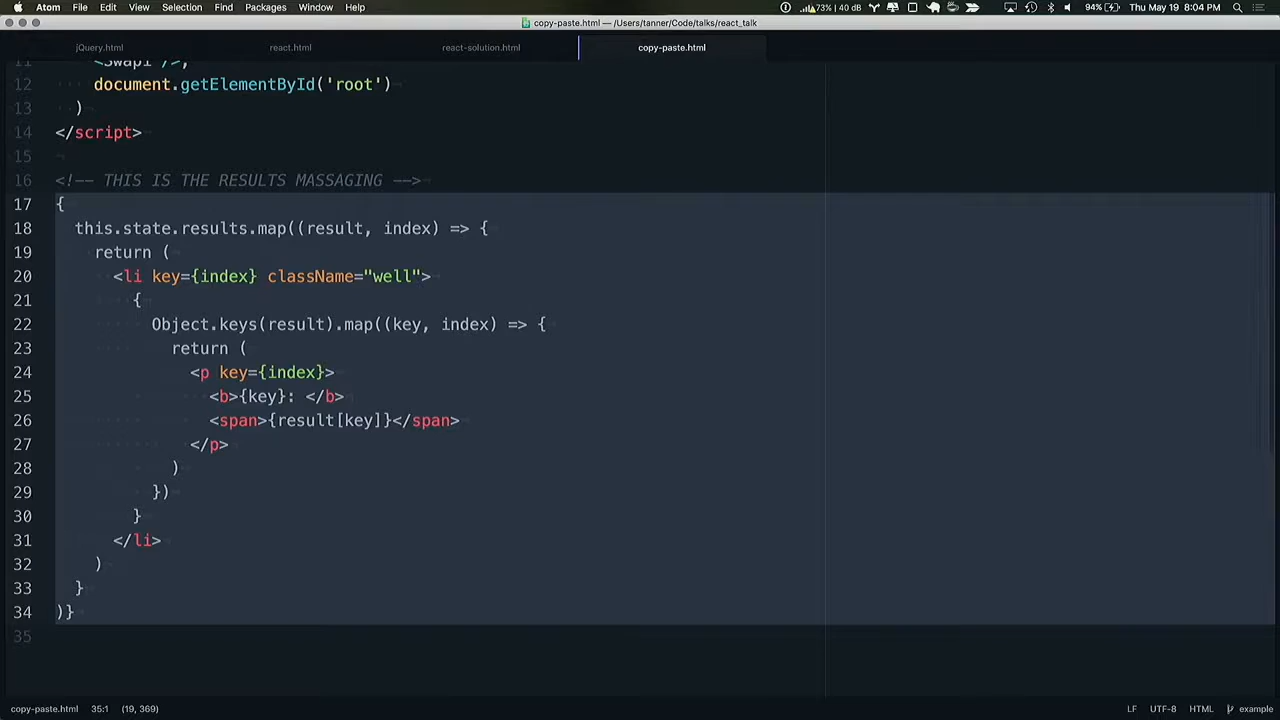 Atom File Edit View Selection Find Packages Window Help 73% | 40 dB 94% Thu May 19 8:04 PM
copy-paste.html — /Users/tanner/Code/talks/react_talk
jQuery.html react.html react-solution.html copy-paste.html
11 <Swapi />,
12 document.getElementById('root')
13 )
14 </script>
15
16 <!-- THIS IS THE RESULTS MASSAGING -->
17 {
18 this.state.results.map((result, index) => {
19 return (
20 <li key={index} className="well">
21 {
22 Object.keys(result).map((key, index) => {
23 return (
24 <p key={index}>
25 <b>{key}: </b>
26 <span>{result[key]}</span>
27 </p>
28 )
29 })
30 }
31 </li>
32 )
33 }
34 )}
35
copy-paste.html 35:1 (19, 369) LF UTF-8 HTML example